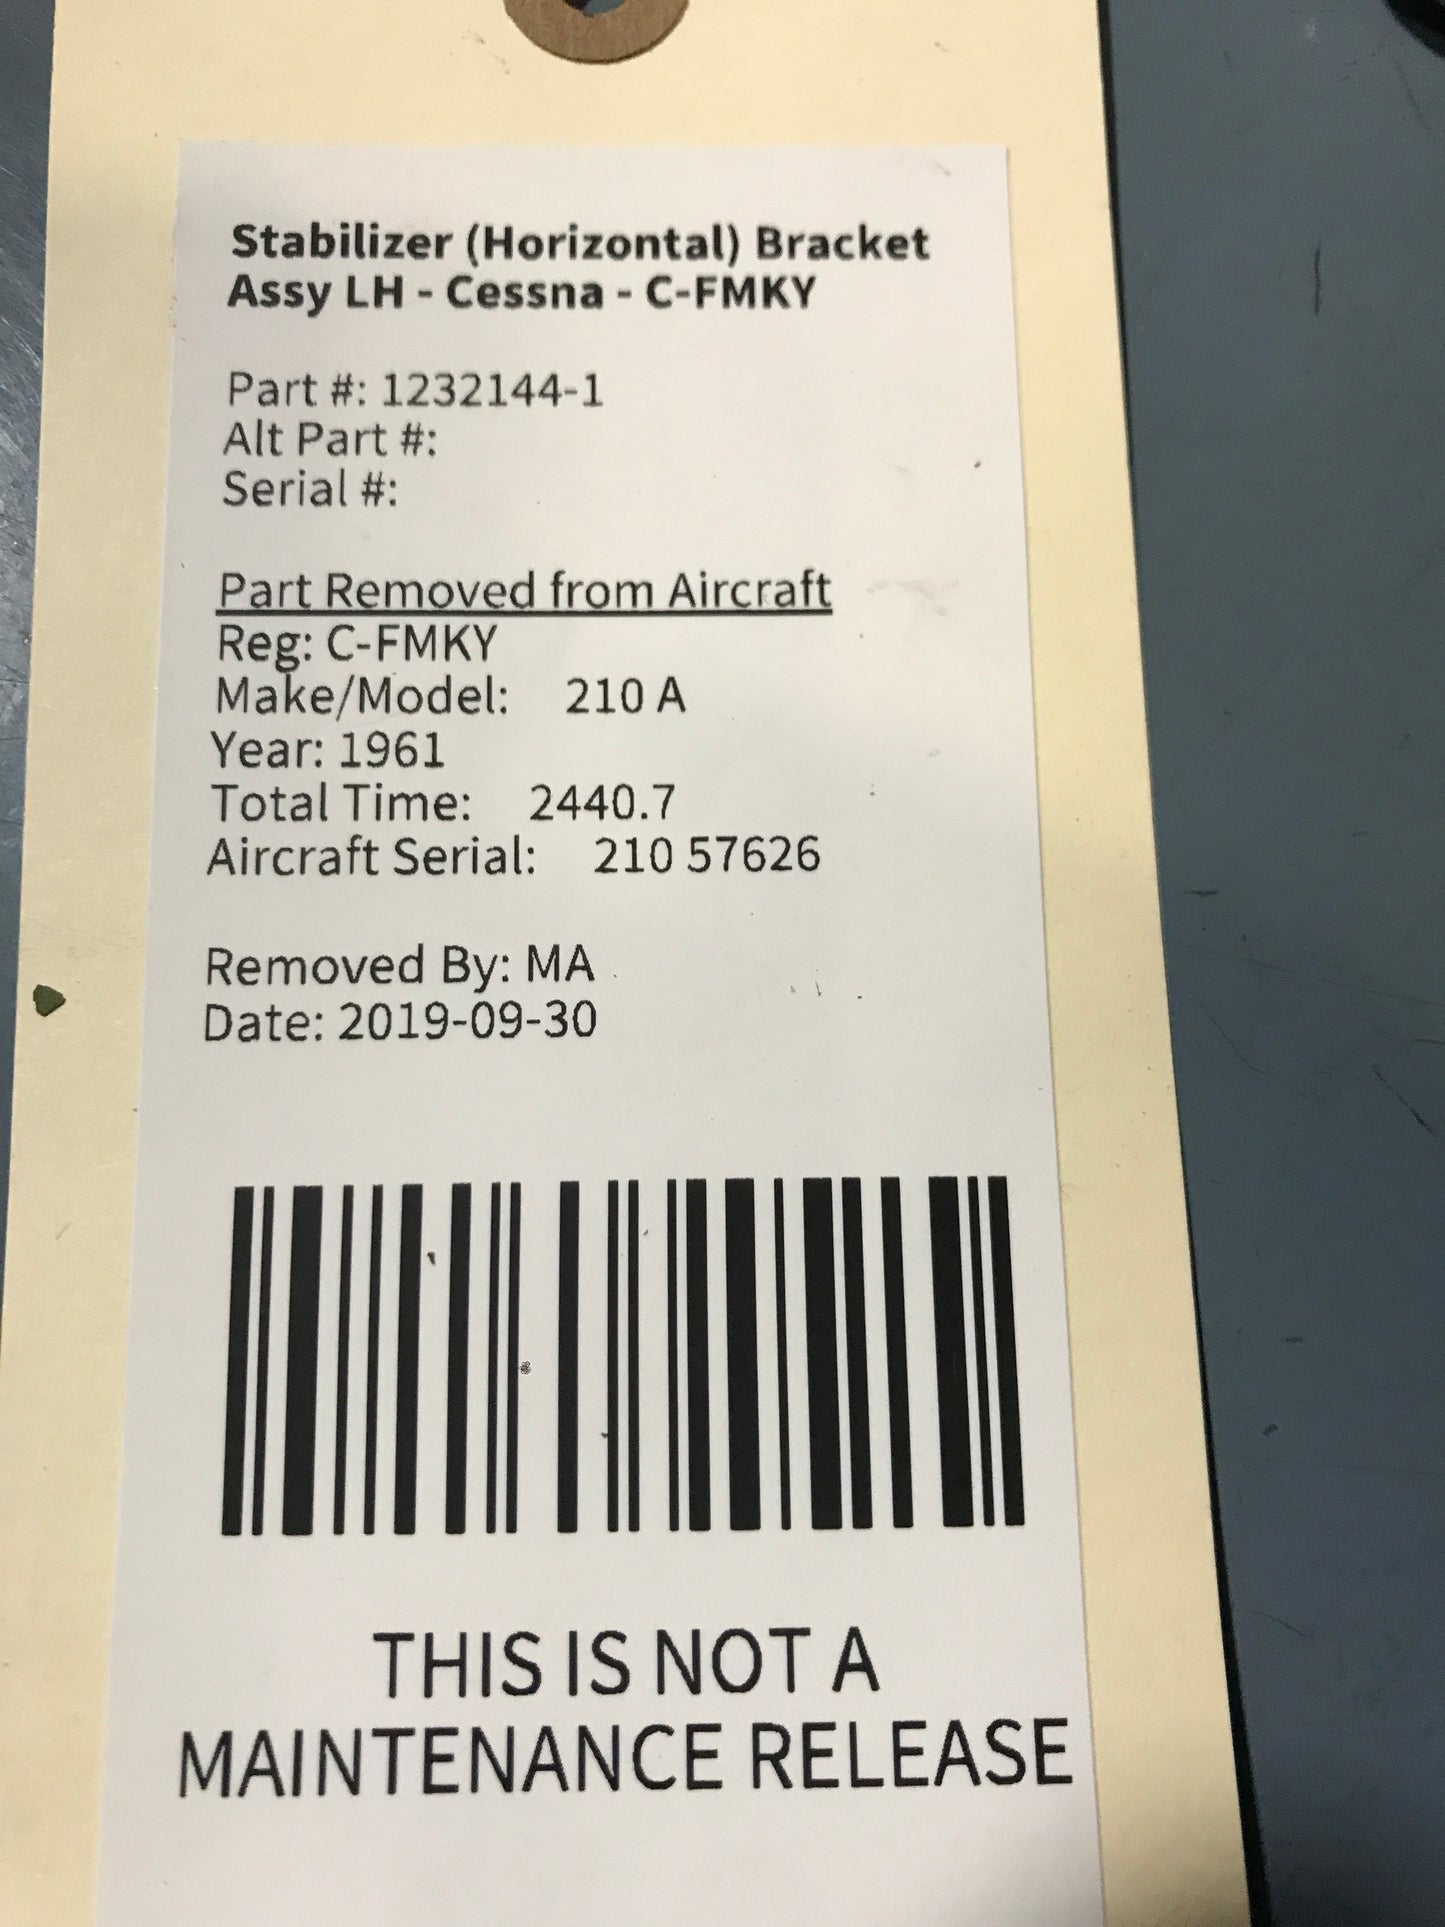 Stabilizer (Horizontal) Bracket
Assy LH - Cessna - C-FMKY
Part #: 1232144-1
Alt Part #:
Serial #:
Part Removed from Aircraft
Reg: C-FMKY
Make/Model: 210 A
Year: 1961
Total Time: 2440.7
Aircraft Serial: 210 57626
Removed By: MA
Date: 2019-09-30
THIS IS NOT A
MAINTENANCE RELEASE